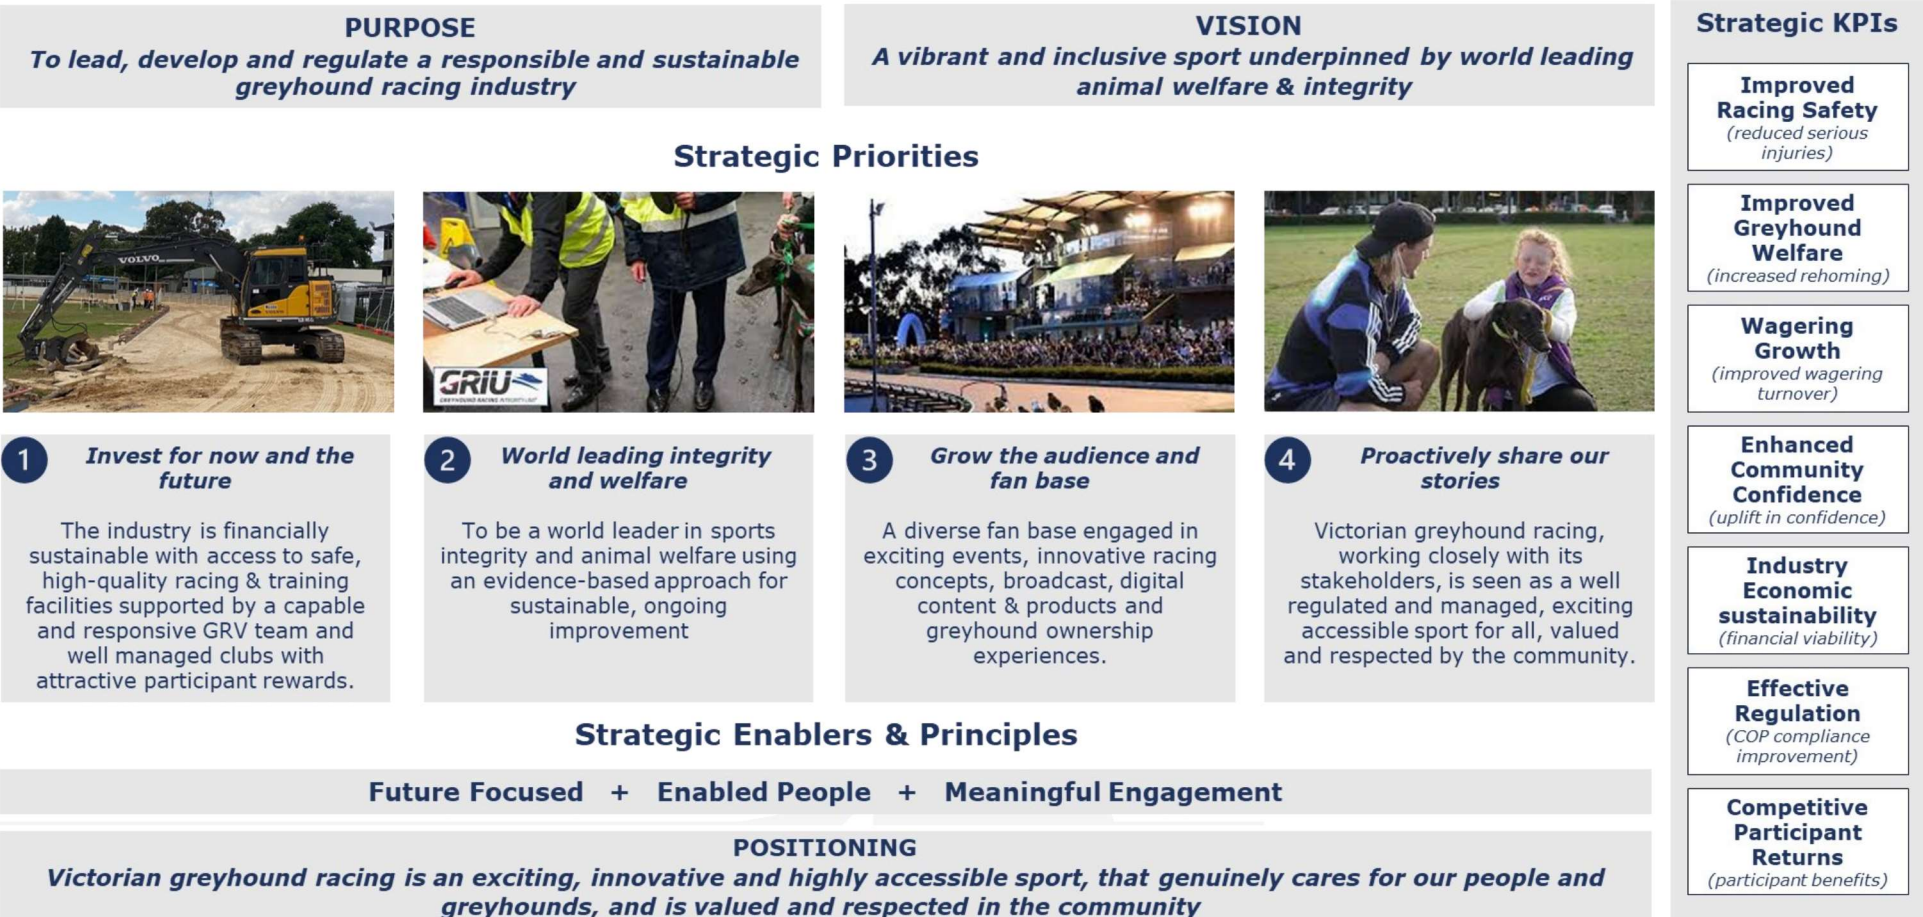 PURPOSE
To lead, develop and regulate a responsible and sustainable
greyhound racing industry
VISION
A vibrant and inclusive sport underpinned by world leading
animal welfare & integrity
Strategic Priorities
VOLVO
GRIU
GREYHOUND RACING INTEGRITY UNIT
1
Invest for now and the
future
The industry is financially
sustainable with access to safe,
high-quality racing & training
facilities supported by a capable
and responsive GRV team and
well managed clubs with
attractive participant rewards.
2
World leading integrity
and welfare
To be a world leader in sports
integrity and animal welfare using
an evidence-based approach for
sustainable, ongoing
improvement
3
Grow the audience and
fan base
A diverse fan base engaged in
exciting events, innovative racing
concepts, broadcast, digital
content & products and
greyhound ownership
experiences.
4
Proactively share our
stories
Victorian greyhound racing,
working closely with its
stakeholders, is seen as a well
regulated and managed, exciting
accessible sport for all, valued
and respected by the community.
Strategic Enablers & Principles
Future Focused + Enabled People + Meaningful Engagement
POSITIONING
Victorian greyhound racing is an exciting, innovative and highly accessible sport, that genuinely cares for our people and
greyhounds, and is valued and respected in the community
Strategic KPIs
Improved
Racing Safety
(reduced serious
injuries)
Improved
Greyhound
Welfare
(increased rehoming)
Wagering
Growth
(improved wagering
turnover)
Enhanced
Community
Confidence
(uplift in confidence)
Industry
Economic
sustainability
(financial viability)
Effective
Regulation
(COP compliance
improvement)
Competitive
Participant
Returns
(participant benefits)